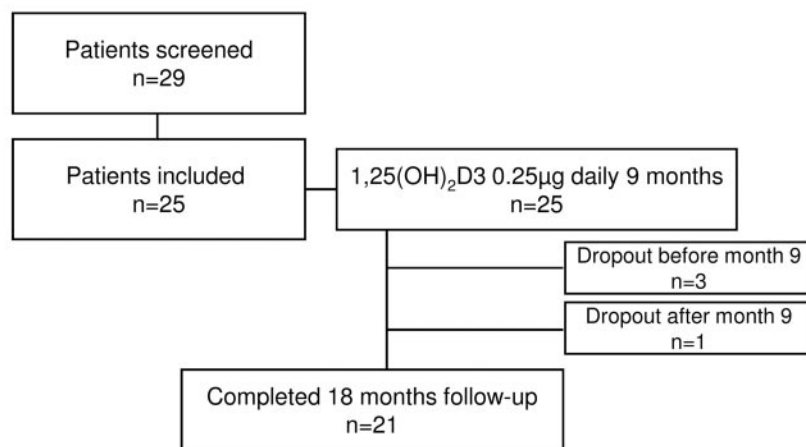 Patients screened
n=29
Patients included
n=25
1,25(OH)₂D3 0.25µg daily 9 months
n=25
Dropout before month 9
n=3
Dropout after month 9
n=1
Completed 18 months follow-up
n=21